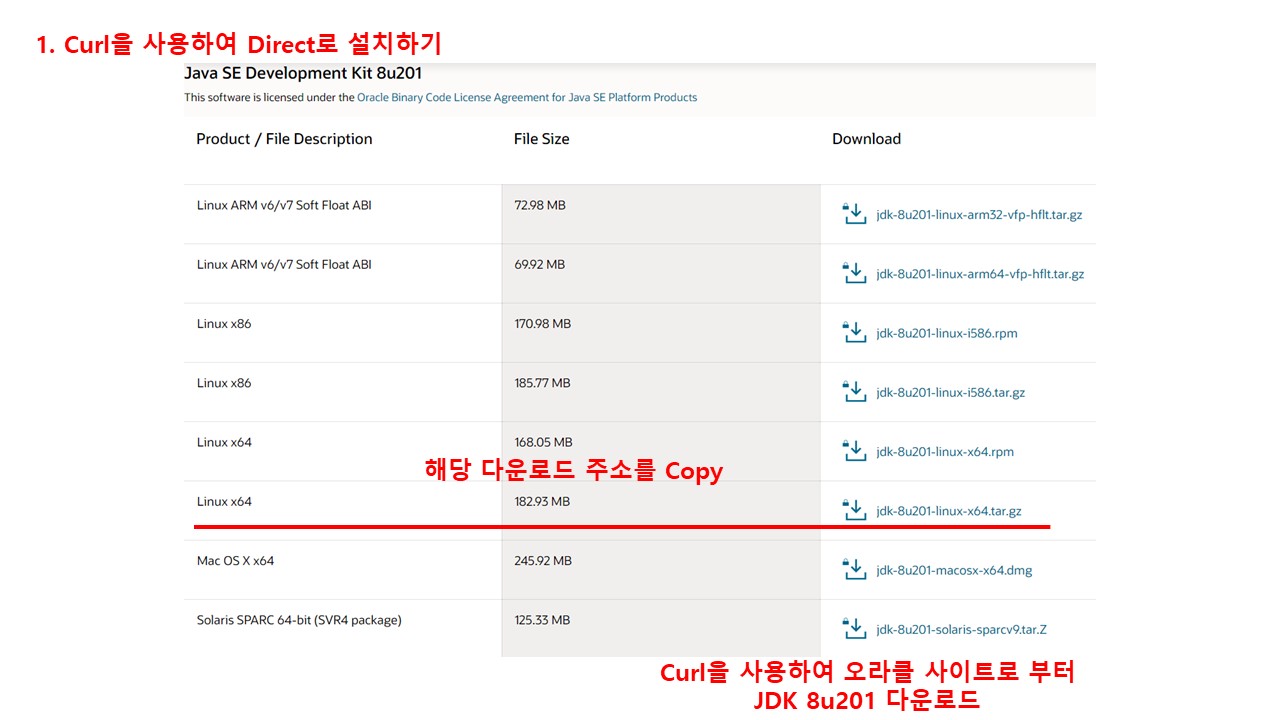 1. Curl을 사용하여 Direct로 설치하기
Java SE Development Kit 8u201
This software is licensed under the Oracle Binary Code License Agreement for Java SE Platform Products
Product / File Description File Size Download
Linux ARM v6/v7 Soft Float ABI 72.98 MB jdk-8u201-linux-arm32-vfp-hflt.tar.gz
Linux ARM v6/v7 Soft Float ABI 69.92 MB jdk-8u201-linux-arm64-vfp-hflt.tar.gz
Linux x86 170.98 MB jdk-8u201-linux-i586.rpm
Linux x86 185.77 MB jdk-8u201-linux-i586.tar.gz
Linux x64 168.05 MB jdk-8u201-linux-x64.rpm
해당 다운로드 주소를 Copy
Linux x64 182.93 MB jdk-8u201-linux-x64.tar.gz
Mac OS X x64 245.92 MB jdk-8u201-macosx-x64.dmg
Solaris SPARC 64-bit (SVR4 package) 125.33 MB jdk-8u201-solaris-sparcv9.tar.Z
Curl을 사용하여 오라클 사이트로 부터
JDK 8u201 다운로드